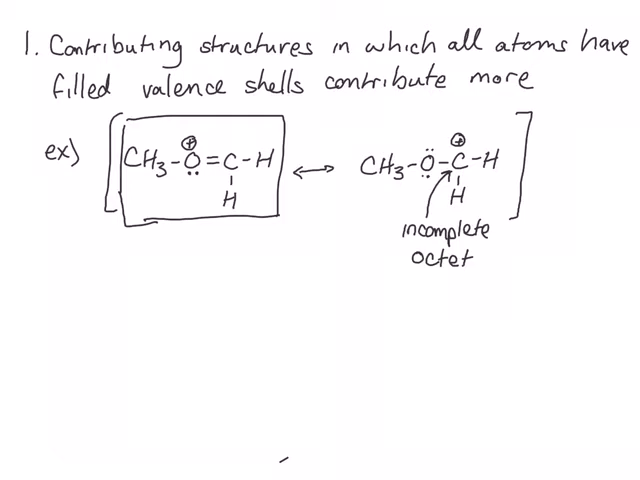 1. Contributing structures in which all atoms have
filled valence shells contribute more
ex) [CH₃-Ö⊕=C-H ⟷ CH₃-Ö-C⊕-H]
H H
incomplete
octet